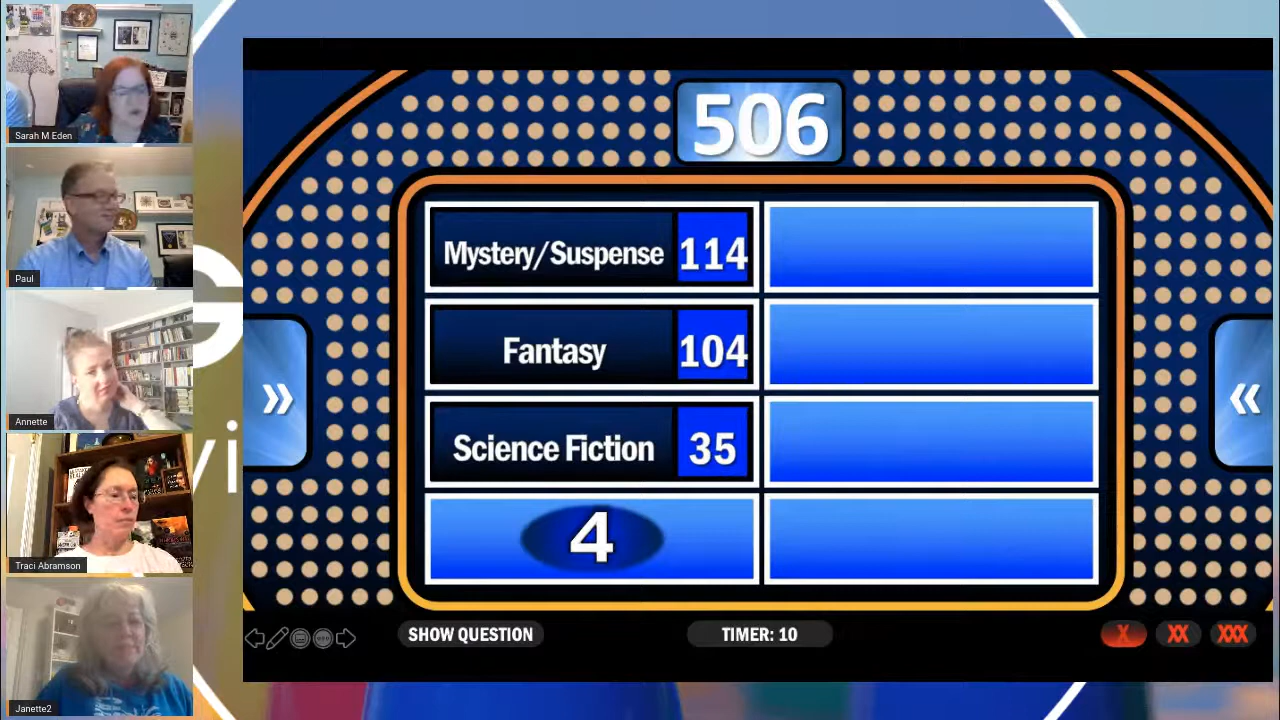 Sarah M Eden
Paul
Annette
Traci Abramson
Janette2
506
Mystery/Suspense 114
Fantasy 104
Science Fiction 35
4
SHOW QUESTION
TIMER: 10
X
XX
XXX